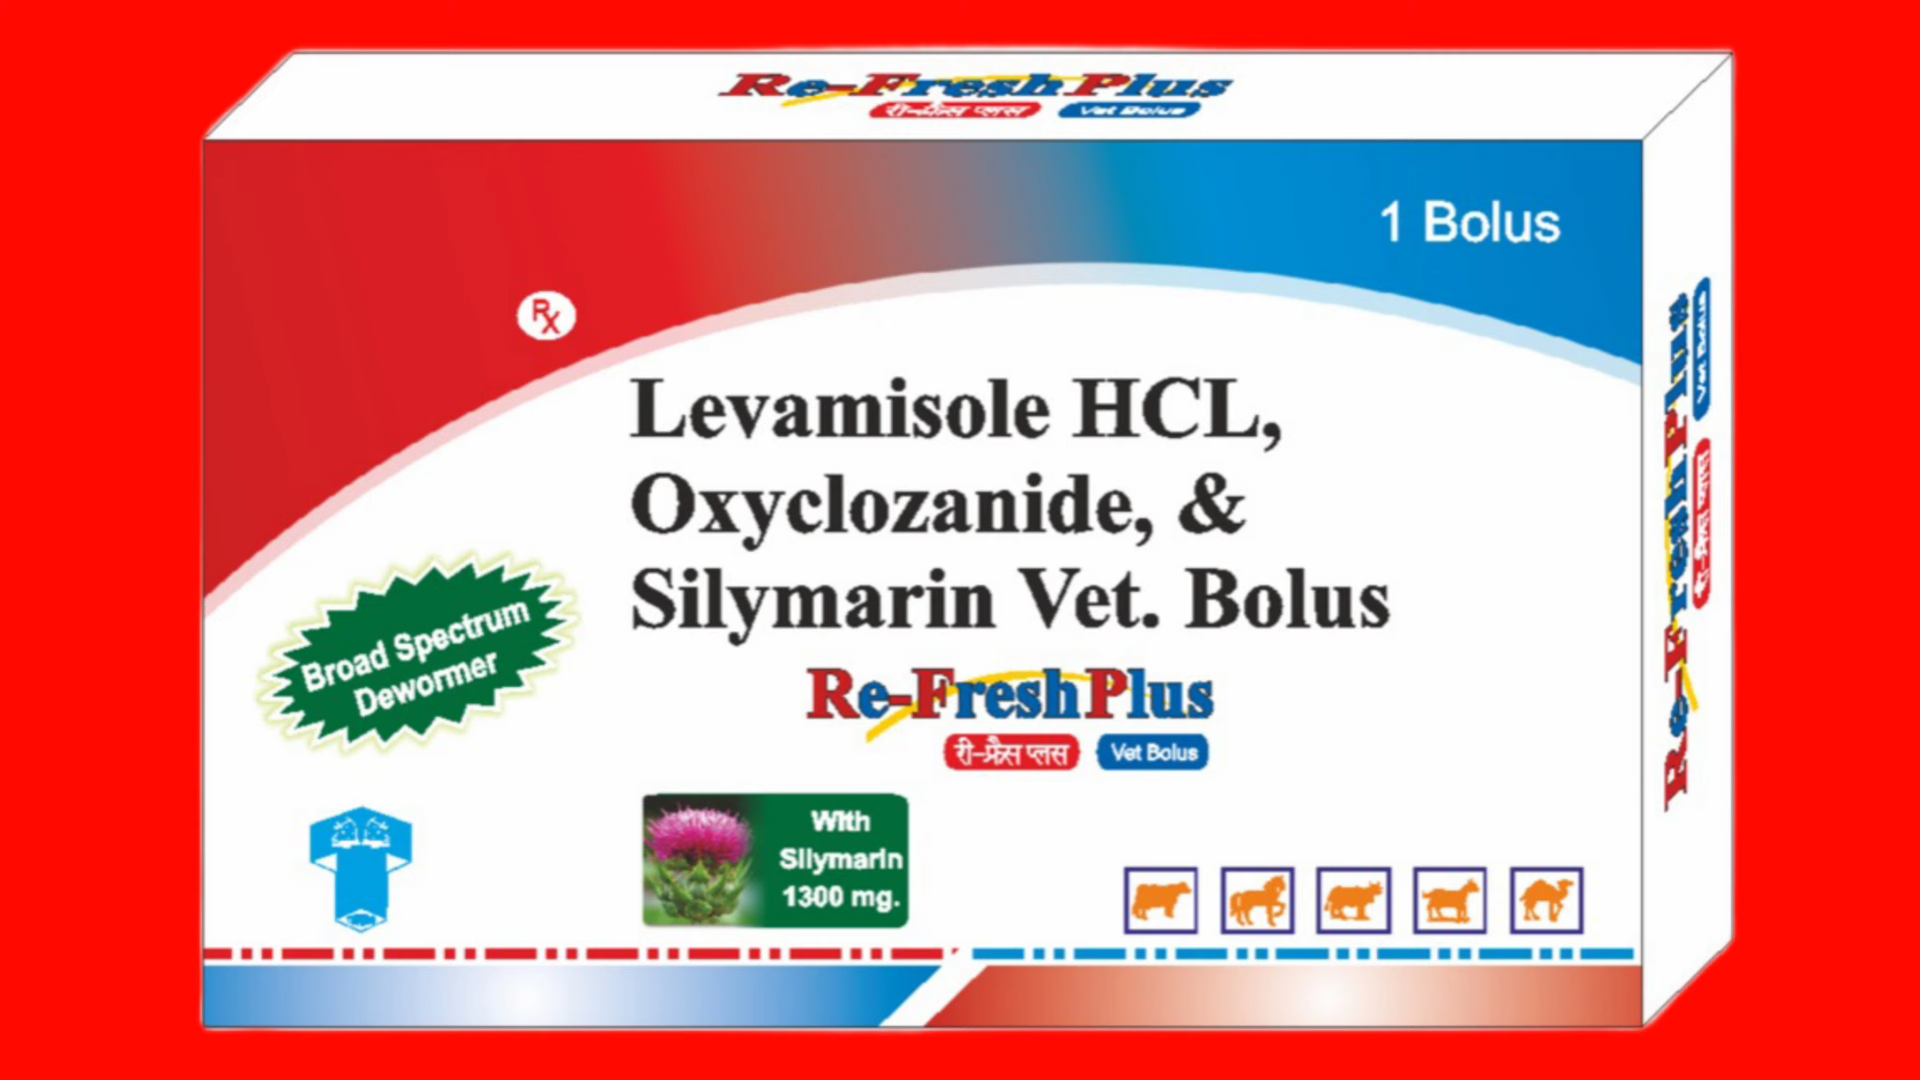 Re-Fresh Plus
री-फ्रैस प्लस Vet Bolus
1 Bolus
Rx
Levamisole HCL,
Oxyclozanide, &
Silymarin Vet. Bolus
Broad Spectrum
Dewormer
Re-Fresh Plus
री-फ्रैस प्लस Vet Bolus
With
Silymarin
1300 mg.
Re-Fresh Plus
री-फ्रैस प्लस Vet Bolus